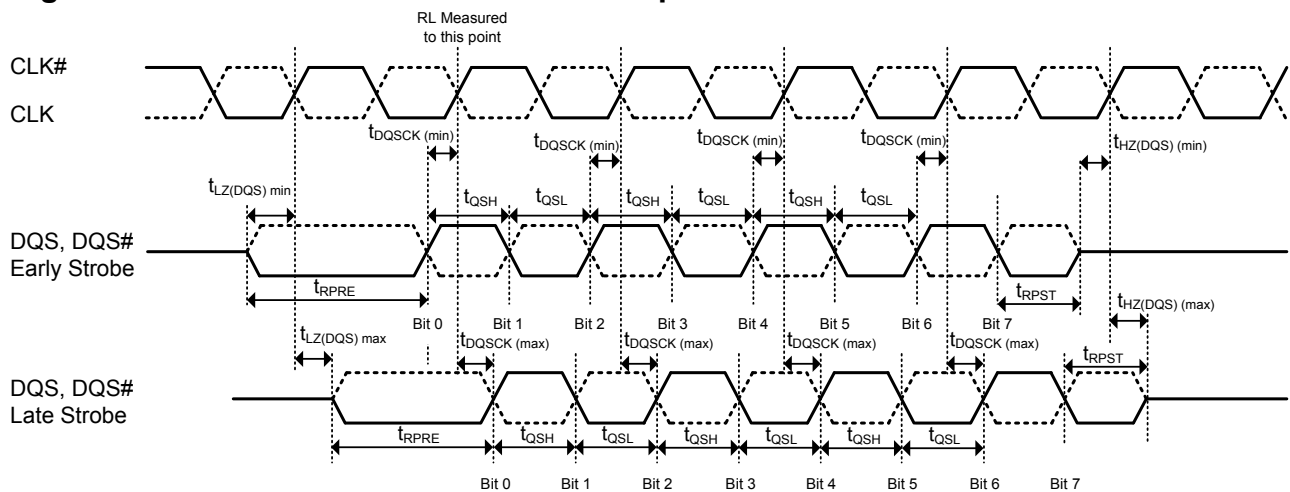 RL Measured
to this point
CLK#
CLK
tDQSCK (min)
tDQSCK (min)
tDQSCK (min)
tDQSCK (min)
tHZ(DQS) (min)
tLZ(DQS) min
tQSH
tQSL
tQSH
tQSL
tQSH
tQSL
DQS, DQS#
Early Strobe
tRPRE
tRPST
tHZ(DQS) (max)
Bit 0
Bit 1
Bit 2
Bit 3
Bit 4
Bit 5
Bit 6
Bit 7
tLZ(DQS) max
tDQSCK (max)
tDQSCK (max)
tDQSCK (max)
tDQSCK (max)
tRPST
DQS, DQS#
Late Strobe
tRPRE
tQSH
tQSL
tQSH
tQSL
tQSH
tQSL
Bit 0
Bit 1
Bit 2
Bit 3
Bit 4
Bit 5
Bit 6
Bit 7